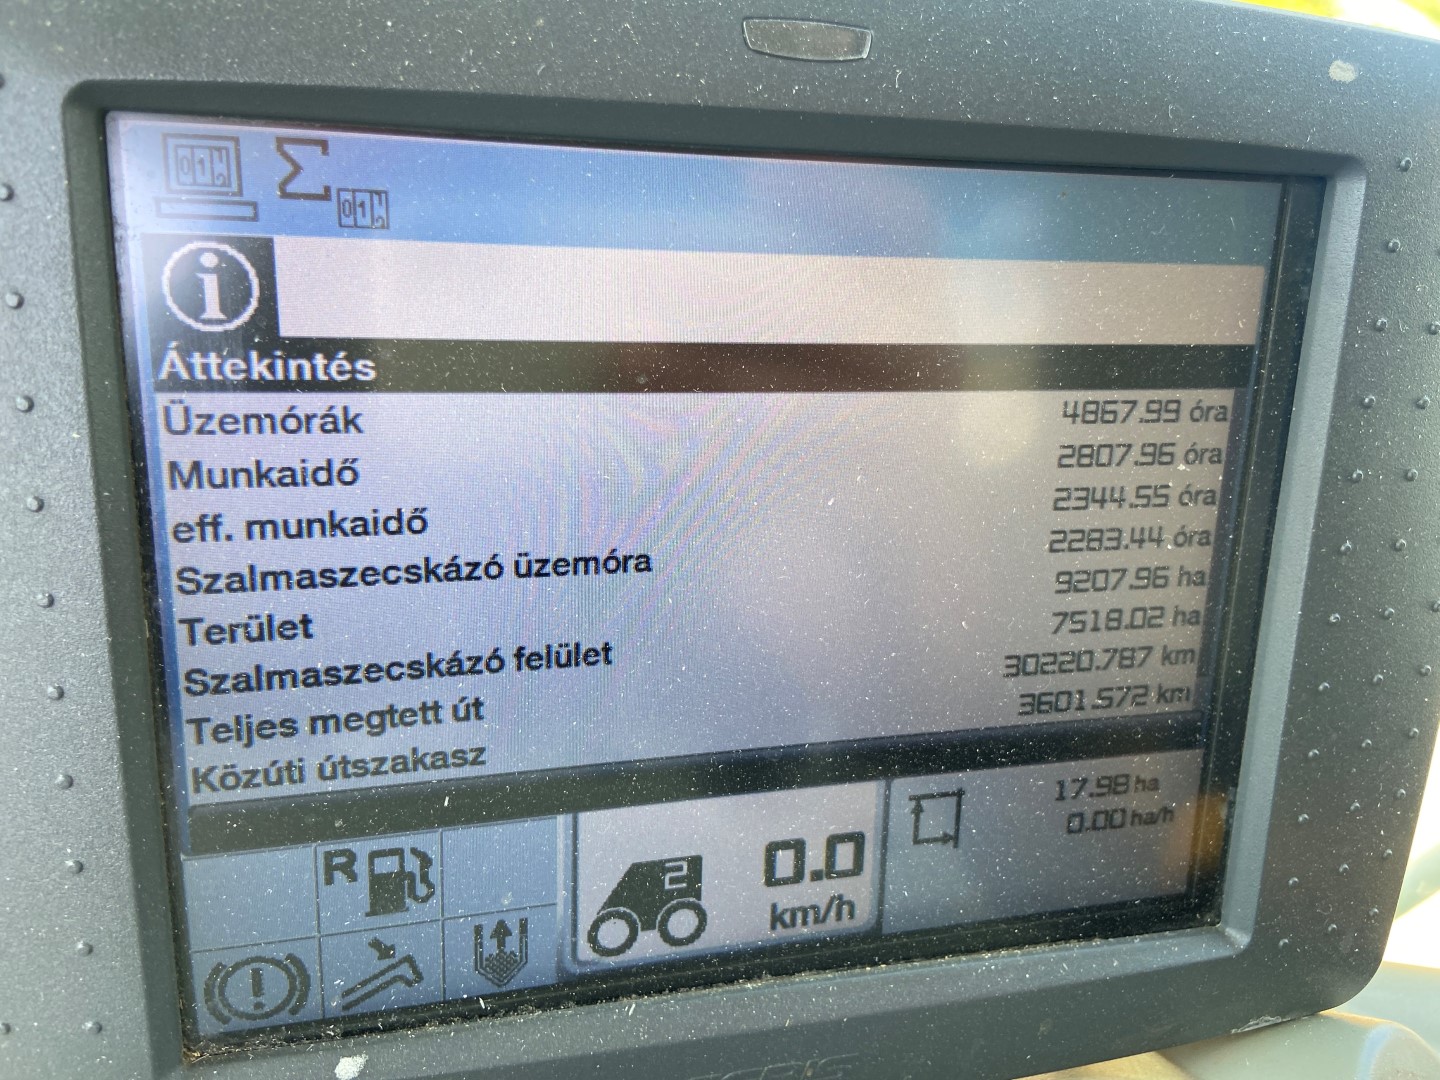 Áttekintés
Üzemórák 4867.99 óra
Munkaidő 2807.96 óra
eff. munkaidő 2344.55 óra
Szalmaszecskázó üzemóra 2283.44 óra
Terület 9207.96 ha
Szalmaszecskázó felület 7518.02 ha
Teljes megtett út 30220.787 km
Közúti útszakasz 3601.572 km
R
2
0.0
km/h
17.98 ha
0.00 ha/h